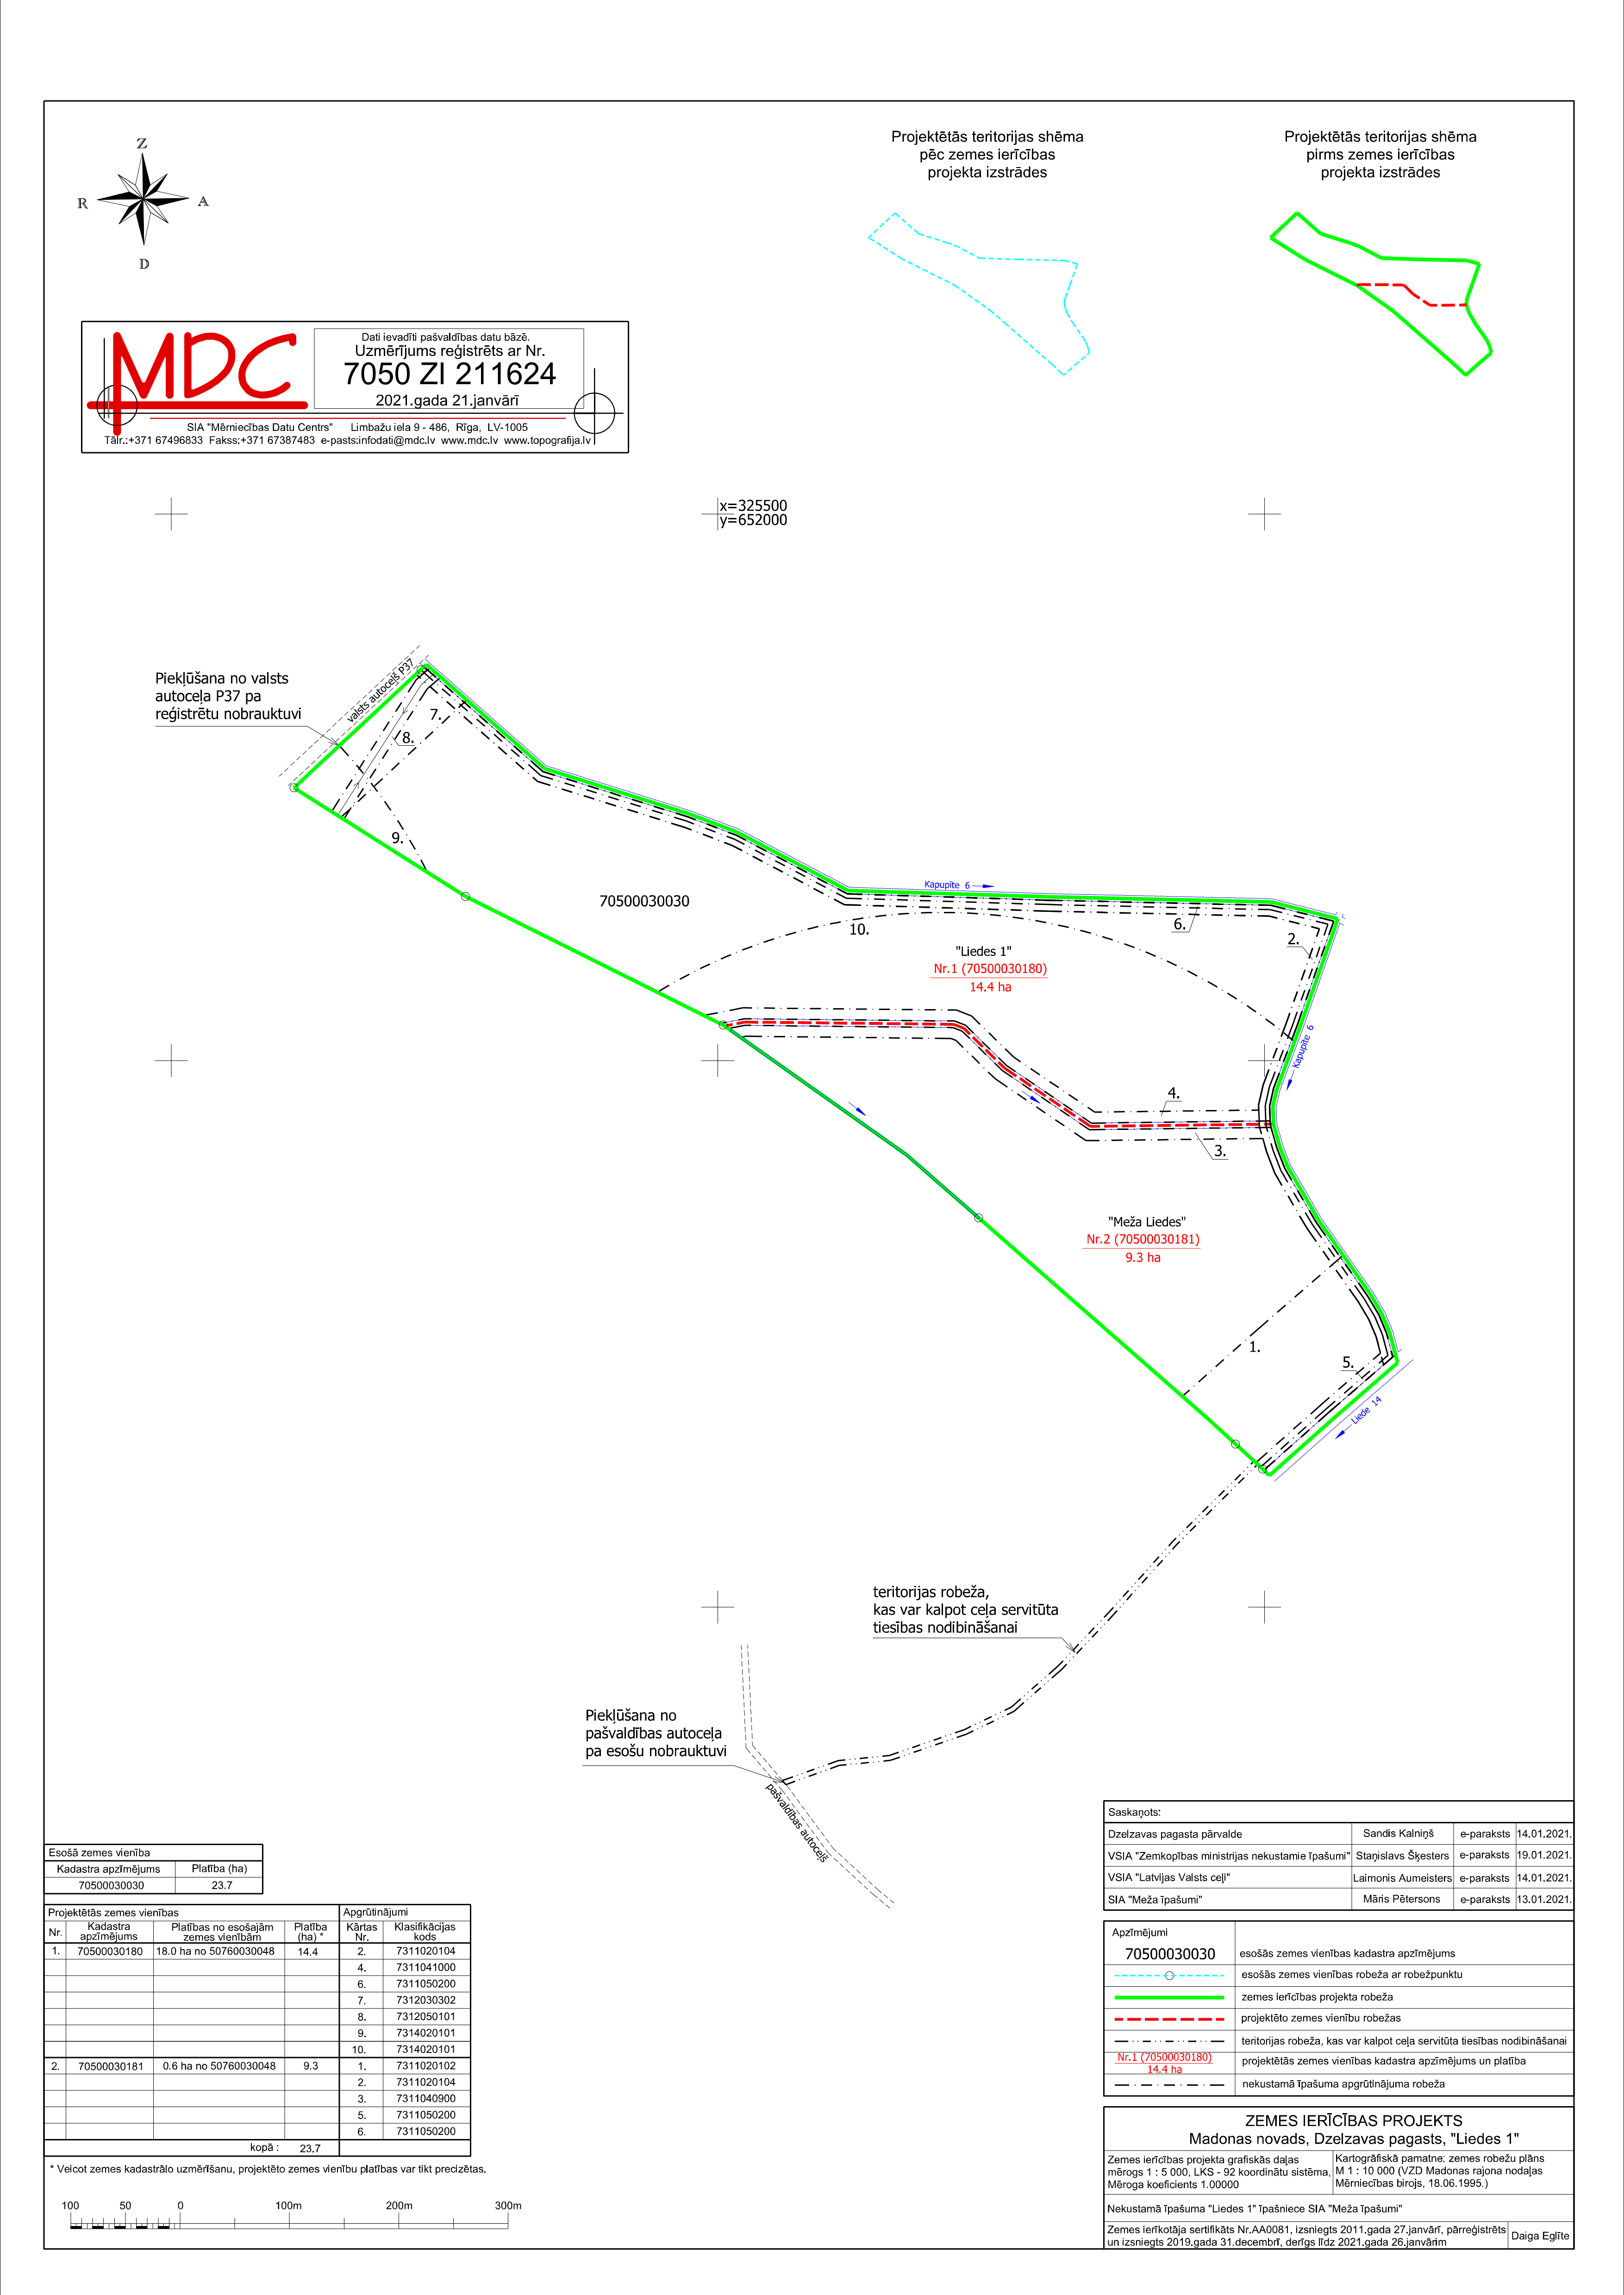 Z
R
A
D
Projektētās teritorijas shēma
pēc zemes ierīcības
projekta izstrādes
Projektētās teritorijas shēma
pirms zemes ierīcības
projekta izstrādes
MDC
Dati ievadīti pašvaldības datu bāzē.
Uzmērījums reģistrēts ar Nr.
7050 ZI 211624
2021.gada 21.janvārī
SIA "Mērniecības Datu Centrs" Limbažu iela 9 - 486, Rīga, LV-1005
Tālr.:+371 67496833 Fakss:+371 67387483 e-pasts:infodati@mdc.lv www.mdc.lv www.topografija.lv
x=325500
y=652000
Piekļūšana no valsts
autoceļa P37 pa
reģistrētu nobrauktuvi
valsts autoceļš P37
7.
8.
9.
70500030030
10.
Kapupīte 6
6.
2.
"Liedes 1"
Nr.1 (70500030180)
14.4 ha
Kapupīte 6
4.
3.
"Meža Liedes"
Nr.2 (70500030181)
9.3 ha
1.
5.
Liede 14
teritorijas robeža,
kas var kalpot ceļa servitūta
tiesības nodibināšanai
Piekļūšana no
pašvaldības autoceļa
pa esošu nobrauktuvi
pašvaldības autoceļš
Esošā zemes vienība
Kadastra apzīmējums Platība (ha)
70500030030 23.7
Projektētās zemes vienības Apgrūtinājumi
Nr. Kadastra apzīmējums Platības no esošajām zemes vienībām Platība (ha) * Kārtas Nr. Klasifikācijas kods
1. 70500030180 18.0 ha no 50760030048 14.4 2. 7311020104
4. 7311041000
6. 7311050200
7. 7312030302
8. 7312050101
9. 7314020101
10. 7314020101
2. 70500030181 0.6 ha no 50760030048 9.3 1. 7311020102
2. 7311020104
3. 7311040900
5. 7311050200
6. 7311050200
kopā : 23.7
* Veicot zemes kadastrālo uzmērīšanu, projektēto zemes vienību platības var tikt precizētas.
100 50 0 100m 200m 300m
Saskaņots:
Dzelzavas pagasta pārvalde Sandis Kalniņš e-paraksts 14.01.2021.
VSIA "Zemkopības ministrijas nekustamie īpašumi" Staņislavs Šķesters e-paraksts 19.01.2021.
VSIA "Latvijas Valsts ceļi" Laimonis Aumeisters e-paraksts 14.01.2021.
SIA "Meža īpašumi" Māris Pētersons e-paraksts 13.01.2021.
Apzīmējumi
70500030030 esošās zemes vienības kadastra apzīmējums
esošās zemes vienības robeža ar robežpunktu
zemes ierīcības projekta robeža
projektēto zemes vienību robežas
teritorijas robeža, kas var kalpot ceļa servitūta tiesības nodibināšanai
Nr.1 (70500030180)
14.4 ha
projektētās zemes vienības kadastra apzīmējums un platība
nekustamā īpašuma apgrūtinājuma robeža
ZEMES IERĪCĪBAS PROJEKTS
Madonas novads, Dzelzavas pagasts, "Liedes 1"
Zemes ierīcības projekta grafiskās daļas
mērogs 1 : 5 000, LKS - 92 koordinātu sistēma,
Mēroga koeficients 1.00000
Kartogrāfiskā pamatne: zemes robežu plāns
M 1 : 10 000 (VZD Madonas rajona nodaļas
Mērniecības birojs, 18.06.1995.)
Nekustamā īpašuma "Liedes 1" īpašniece SIA "Meža īpašumi"
Zemes ierīkotāja sertifikāts Nr.AA0081, izsniegts 2011.gada 27.janvārī, pārreģistrēts
un izsniegts 2019.gada 31.decembrī, derīgs līdz 2021.gada 26.janvārim
Daiga Eglīte